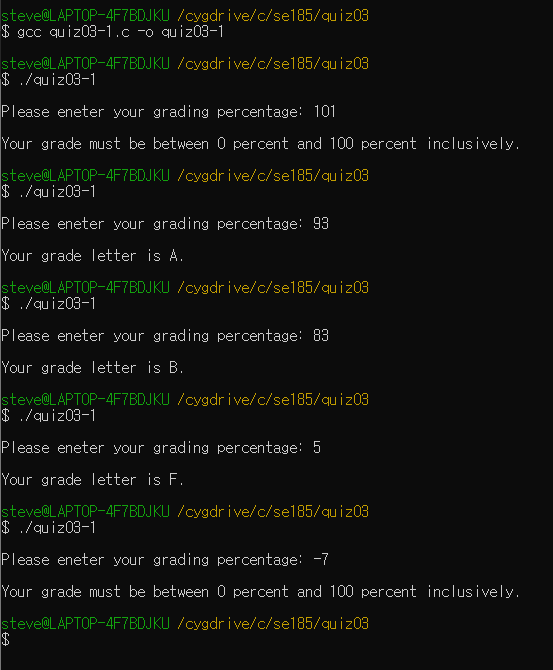 steve@LAPTOP-4F7BDJKU /cygdrive/c/se185/quiz03
$ gcc quiz03-1.c -o quiz03-1
steve@LAPTOP-4F7BDJKU /cygdrive/c/se185/quiz03
$ ./quiz03-1
Please eneter your grading percentage: 101
Your grade must be between 0 percent and 100 percent inclusively.
steve@LAPTOP-4F7BDJKU /cygdrive/c/se185/quiz03
$ ./quiz03-1
Please eneter your grading percentage: 93
Your grade letter is A.
steve@LAPTOP-4F7BDJKU /cygdrive/c/se185/quiz03
$ ./quiz03-1
Please eneter your grading percentage: 83
Your grade letter is B.
steve@LAPTOP-4F7BDJKU /cygdrive/c/se185/quiz03
$ ./quiz03-1
Please eneter your grading percentage: 5
Your grade letter is F.
steve@LAPTOP-4F7BDJKU /cygdrive/c/se185/quiz03
$ ./quiz03-1
Please eneter your grading percentage: -7
Your grade must be between 0 percent and 100 percent inclusively.
steve@LAPTOP-4F7BDJKU /cygdrive/c/se185/quiz03
$